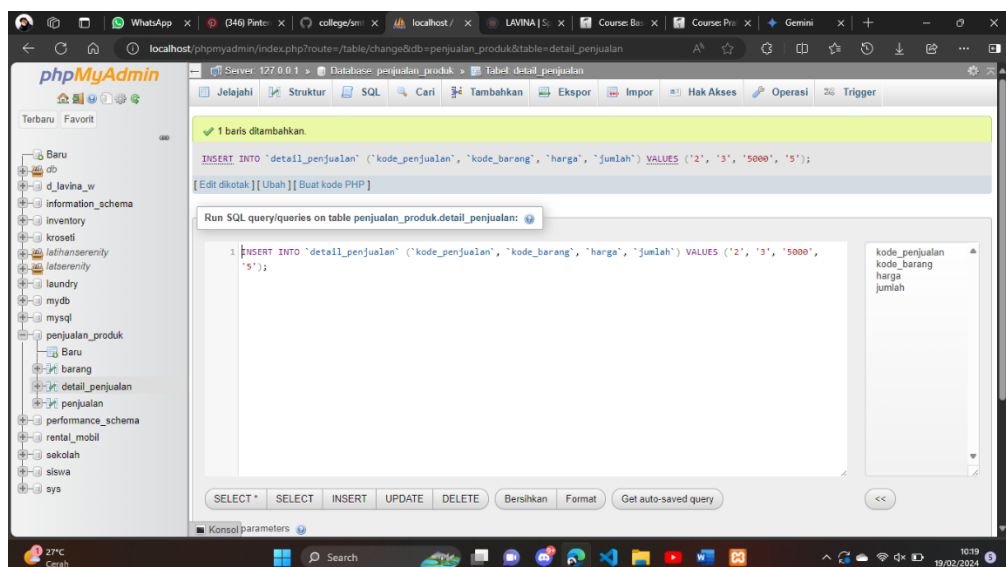 WhatsApp
(346) Pinter
college/sm
localhost /
LAVINA | S
Course: Bas
Course: Pra
Gemini
localhost/phpmyadmin/index.php?route=/table/change&db=penjualan_produk&table=detail_penjualan
phpMyAdmin
Terbaru Favorit
Baru
db
d_lavina_w
information_schema
inventory
kroseti
latihanserenity
latserenity
laundry
mydb
mysql
penjualan_produk
Baru
barang
detail_penjualan
penjualan
performance_schema
rental_mobil
sekolah
siswa
sys
Server: 127.0.0.1 » Database: penjualan_produk » Tabel: detail_penjualan
Jelajahi Struktur SQL Cari Tambahkan Ekspor Impor Hak Akses Operasi Trigger
1 baris ditambahkan.
INSERT INTO `detail_penjualan` (`kode_penjualan`, `kode_barang`, `harga`, `jumlah`) VALUES ('2', '3', '5000', '5');
[ Edit dikotak ] [ Ubah ] [ Buat kode PHP ]
Run SQL query/queries on table penjualan_produk.detail_penjualan:
1 INSERT INTO `detail_penjualan` (`kode_penjualan`, `kode_barang`, `harga`, `jumlah`) VALUES ('2', '3', '5000',
'5');
kode_penjualan
kode_barang
harga
jumlah
SELECT * SELECT INSERT UPDATE DELETE Bersihkan Format Get auto-saved query <<
Konsol parameters
27°C
Cerah
Search
10:19
19/02/2024
5